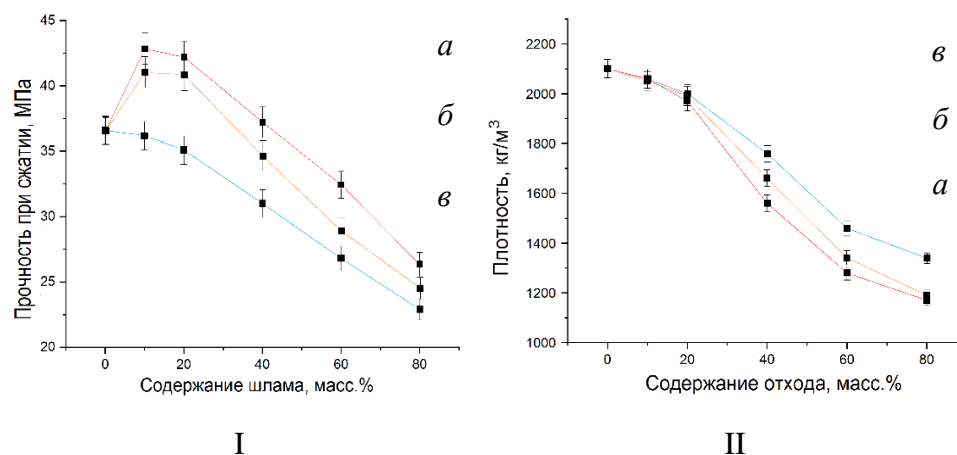 Прочность при сжатии, МПа
45
40
35
30
25
20
0 20 40 60 80
Содержание шлама, масс.%
а
б
в
I
Плотность, кг/м³
2200
2000
1800
1600
1400
1200
1000
0 10 20 40 60 80
Содержание отхода, масс.%
в
б
а
II